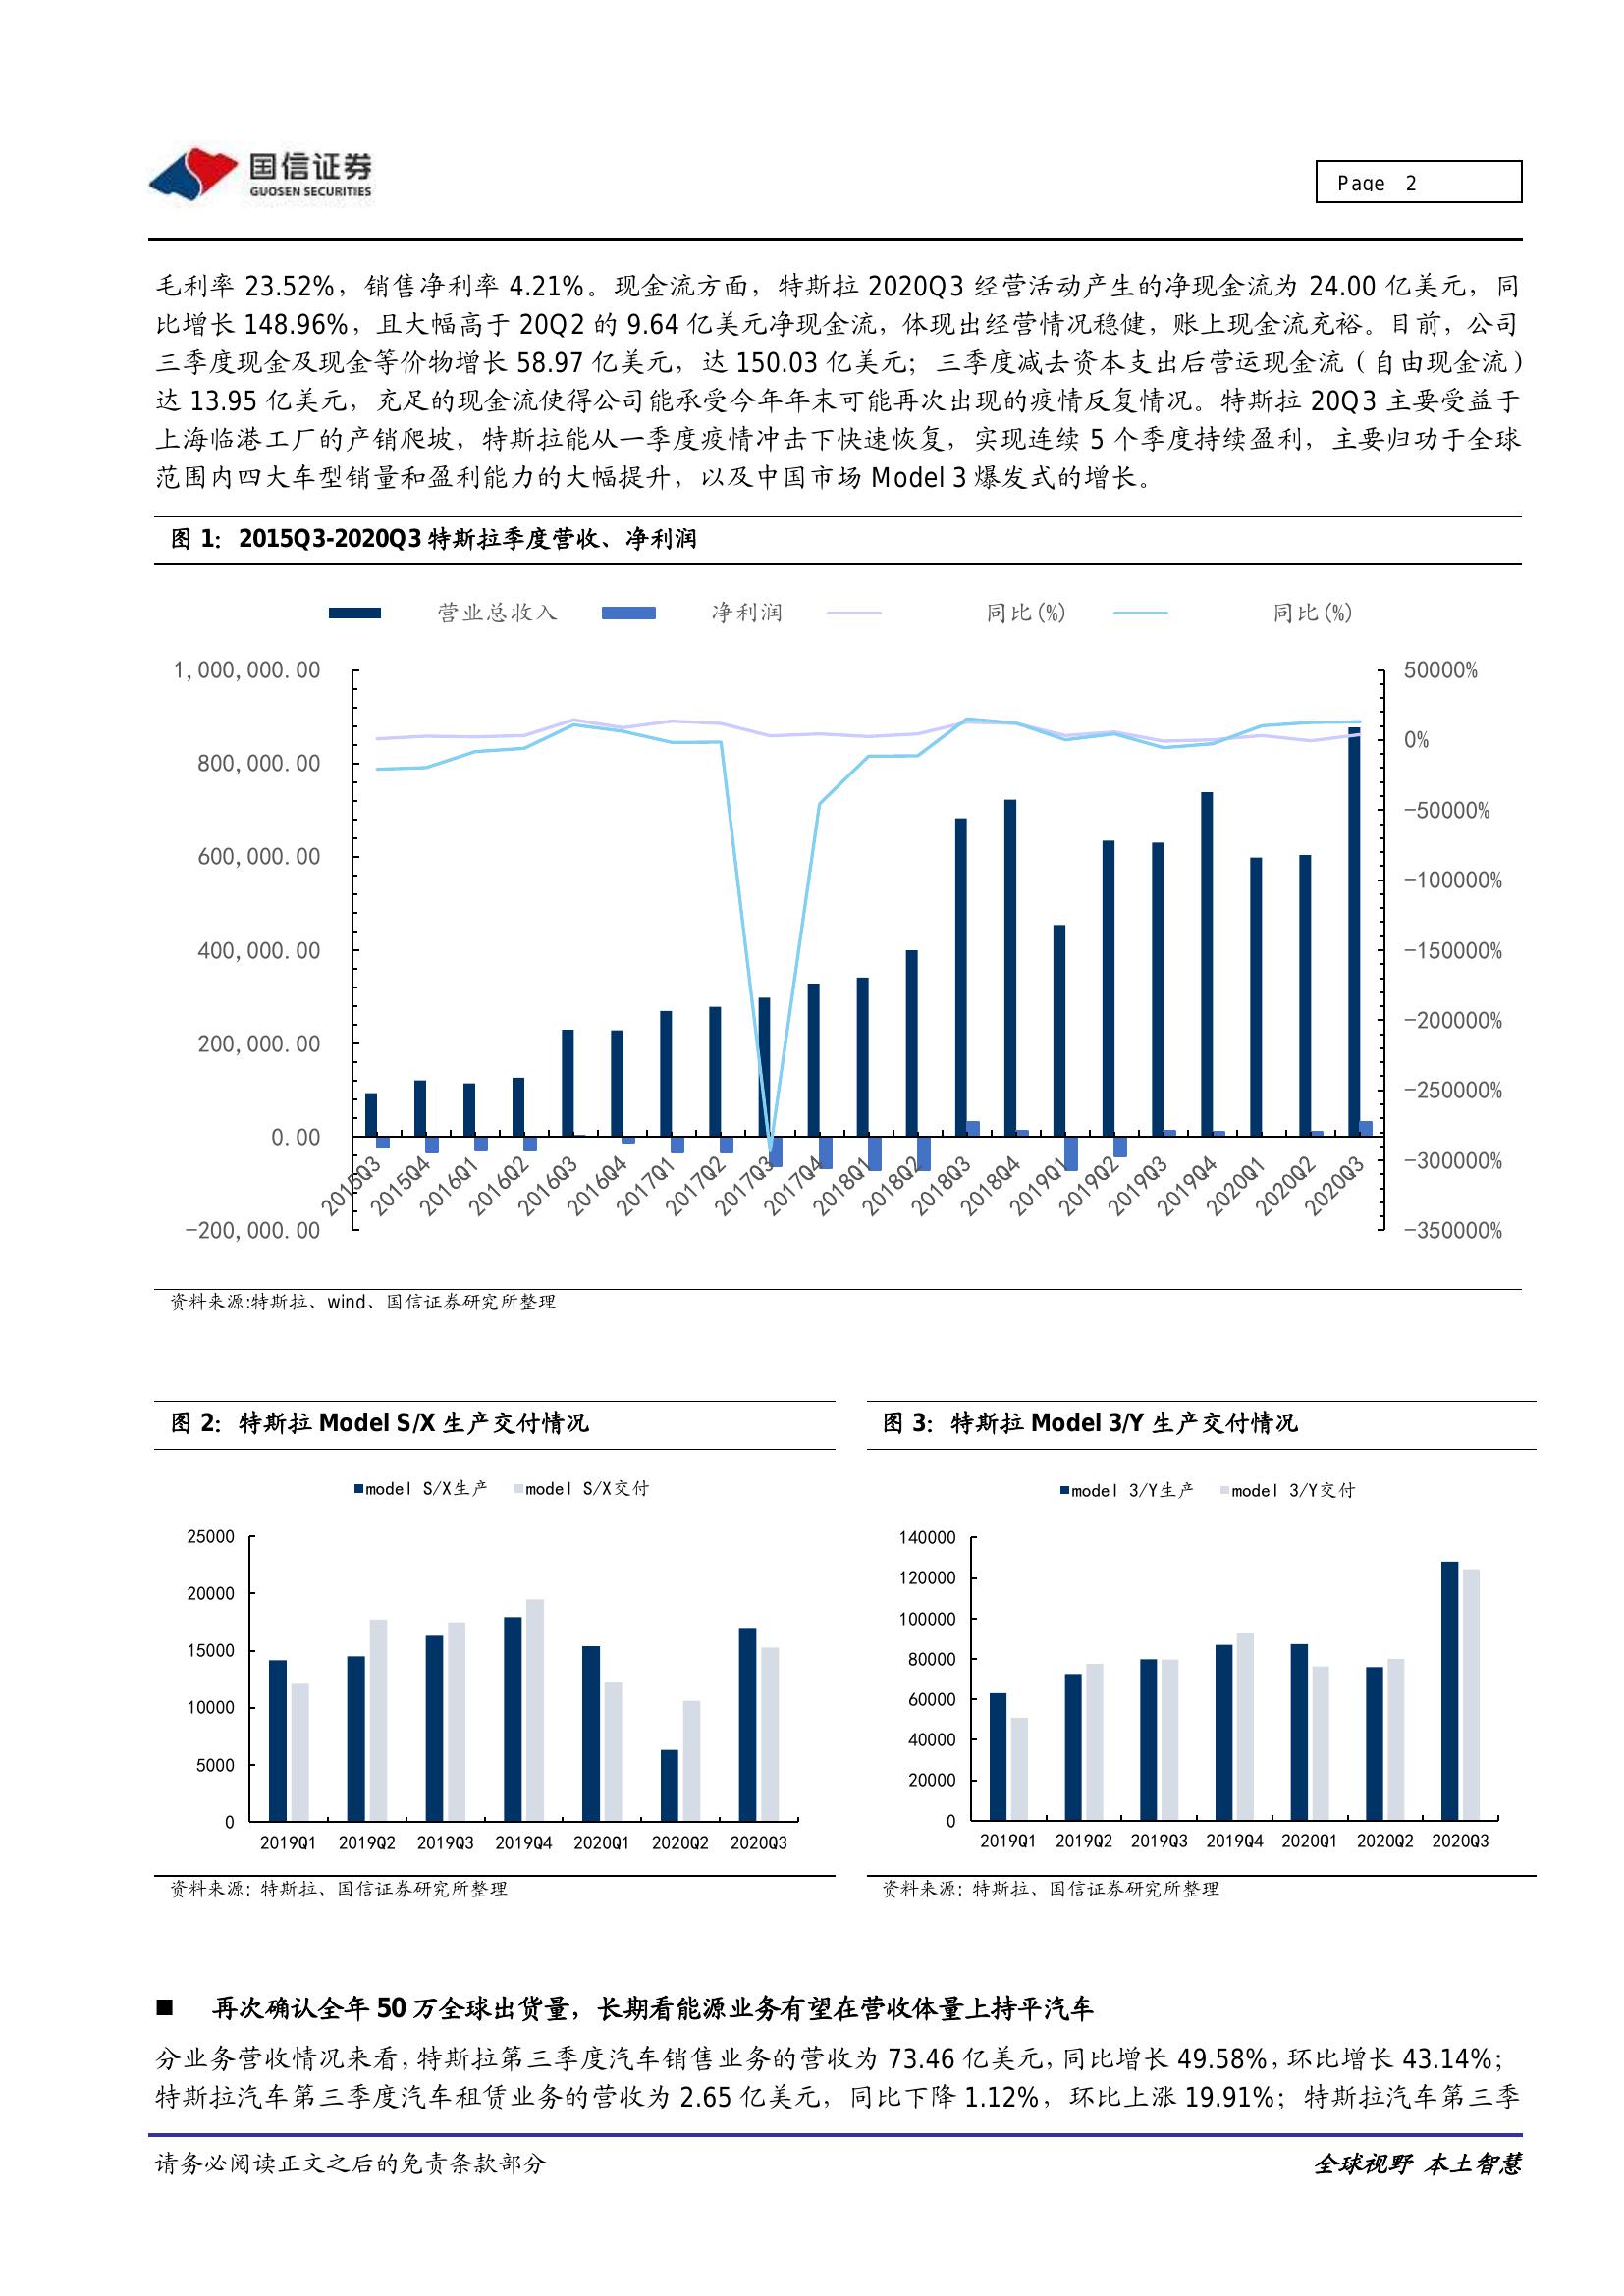 国信证券
GUOSEN SECURITIES
Page 2
毛利率 23.52%，销售净利率 4.21%。现金流方面，特斯拉 2020Q3 经营活动产生的净现金流为 24.00 亿美元，同
比增长 148.96%，且大幅高于 20Q2 的 9.64 亿美元净现金流，体现出经营情况稳健，账上现金流充裕。目前，公司
三季度现金及现金等价物增长 58.97 亿美元，达 150.03 亿美元；三季度减去资本支出后营运现金流（自由现金流）
达 13.95 亿美元，充足的现金流使得公司能承受今年年末可能再次出现的疫情反复情况。特斯拉 20Q3 主要受益于
上海临港工厂的产销爬坡，特斯拉能从一季度疫情冲击下快速恢复，实现连续 5 个季度持续盈利，主要归功于全球
范围内四大车型销量和盈利能力的大幅提升，以及中国市场 Model 3 爆发式的增长。
图 1：2015Q3-2020Q3 特斯拉季度营收、净利润
营业总收入 净利润 同比(%) 同比(%)
1,000,000.00 50000%
800,000.00 0%
600,000.00 -50000%
400,000.00 -100000%
200,000.00 -150000%
0.00 -200000%
-200,000.00 -250000%
-300000%
-350000%
2015Q3 2015Q4 2016Q1 2016Q2 2016Q3 2016Q4 2017Q1 2017Q2 2017Q3 2017Q4 2018Q1 2018Q2 2018Q3 2018Q4 2019Q1 2019Q2 2019Q3 2019Q4 2020Q1 2020Q2 2020Q3
资料来源:特斯拉、wind、国信证券研究所整理
图 2：特斯拉 Model S/X 生产交付情况
model S/X生产 model S/X交付
25000
20000
15000
10000
5000
0
2019Q1 2019Q2 2019Q3 2019Q4 2020Q1 2020Q2 2020Q3
资料来源：特斯拉、国信证券研究所整理
图 3：特斯拉 Model 3/Y 生产交付情况
model 3/Y生产 model 3/Y交付
140000
120000
100000
80000
60000
40000
20000
0
2019Q1 2019Q2 2019Q3 2019Q4 2020Q1 2020Q2 2020Q3
资料来源：特斯拉、国信证券研究所整理
■ 再次确认全年 50 万全球出货量，长期看能源业务有望在营收体量上持平汽车
分业务营收情况来看，特斯拉第三季度汽车销售业务的营收为 73.46 亿美元，同比增长 49.58%，环比增长 43.14%；
特斯拉汽车第三季度汽车租赁业务的营收为 2.65 亿美元，同比下降 1.12%，环比上涨 19.91%；特斯拉汽车第三季
请务必阅读正文之后的免责条款部分
全球视野 本土智慧